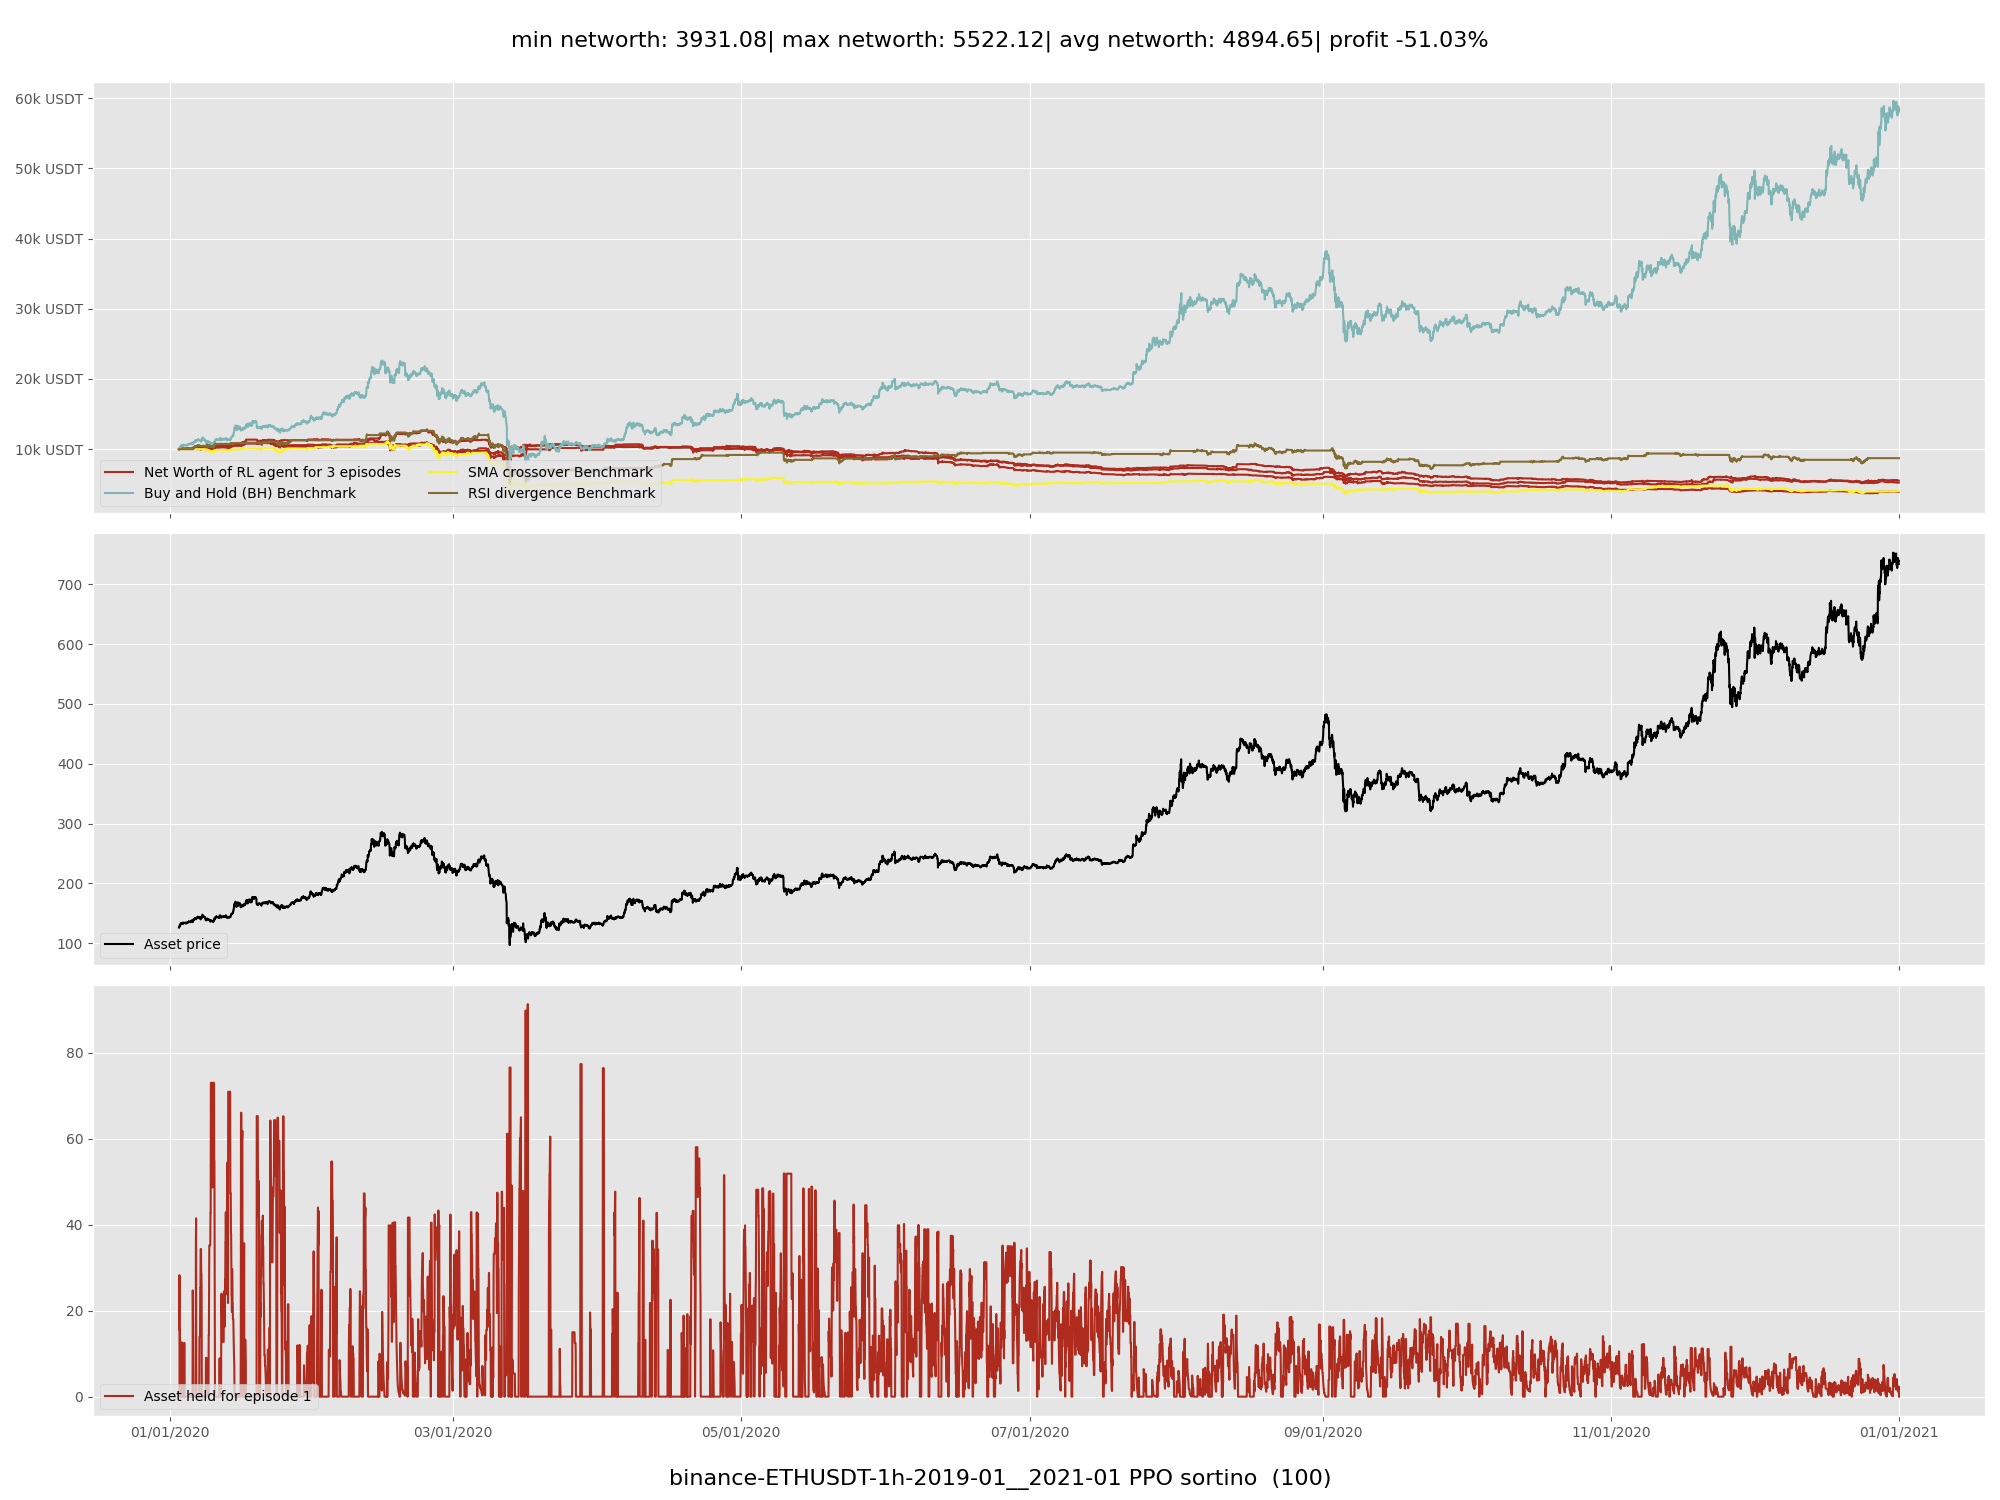 min networth: 3931.08| max networth: 5522.12| avg networth: 4894.65| profit -51.03%
60k USDT
50k USDT
40k USDT
30k USDT
20k USDT
10k USDT
Net Worth of RL agent for 3 episodes
Buy and Hold (BH) Benchmark
SMA crossover Benchmark
RSI divergence Benchmark
700
600
500
400
300
200
100
Asset price
80
60
40
20
0
Asset held for episode 1
01/01/2020 03/01/2020 05/01/2020 07/01/2020 09/01/2020 11/01/2020 01/01/2021
binance-ETHUSDT-1h-2019-01__2021-01 PPO sortino (100)